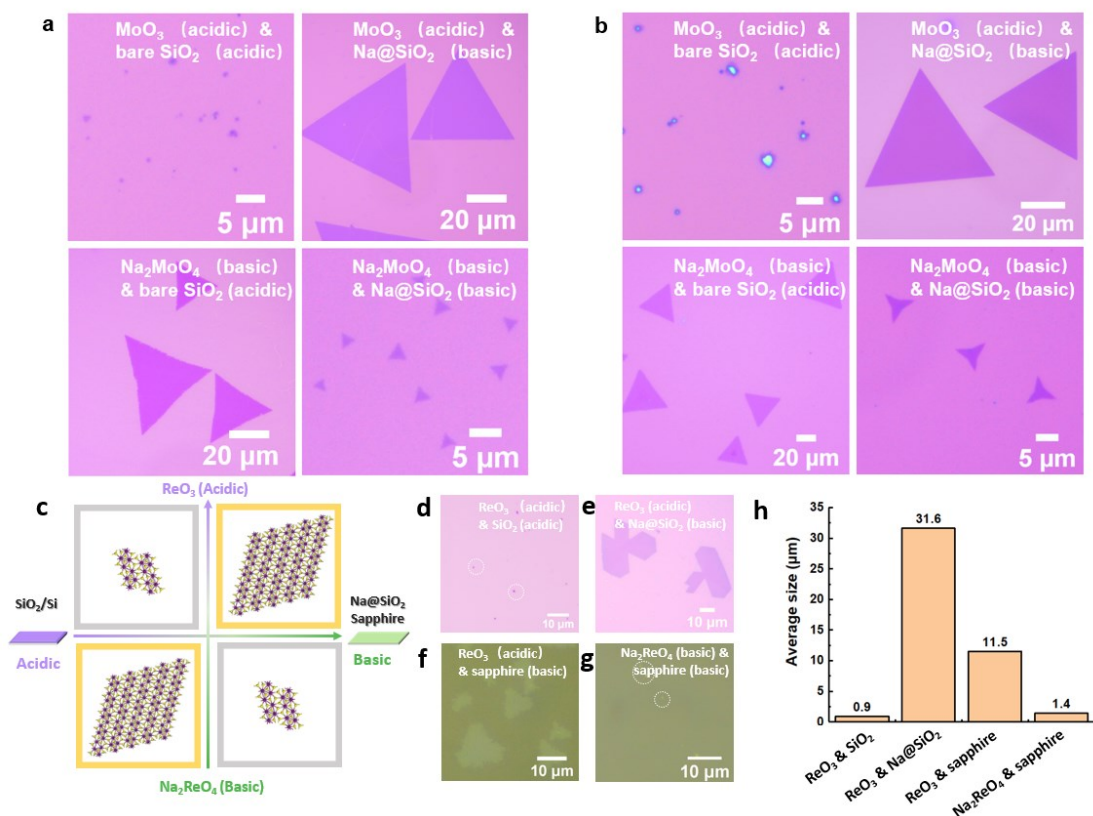 a
MoO3 (acidic) &
bare SiO2 (acidic)
5 μm
MoO3 (acidic) &
Na@SiO2 (basic)
20 μm
Na2MoO4 (basic)
& bare SiO2 (acidic)
20 μm
Na2MoO4 (basic)
& Na@SiO2 (basic)
5 μm
b
MoO3 (acidic) &
bare SiO2 (acidic)
5 μm
MoO3 (acidic) &
Na@SiO2 (basic)
20 μm
Na2MoO4 (basic)
& bare SiO2 (acidic)
20 μm
Na2MoO4 (basic)
& Na@SiO2 (basic)
5 μm
c
ReO3 (Acidic)
SiO2/Si
Acidic
Na@SiO2
Sapphire
Basic
Na2ReO4 (Basic)
d
ReO3 (acidic)
& SiO2 (acidic)
10 μm
e
ReO3 (acidic)
& Na@SiO2 (basic)
10 μm
f
ReO3 (acidic)
& sapphire (basic)
10 μm
g
Na2ReO4 (basic) &
sapphire (basic)
10 μm
h
Average size (μm)
35
30
25
20
15
10
5
0
0.9
31.6
11.5
1.4
ReO3 & SiO2
ReO3 & Na@SiO2
ReO3 & sapphire
Na2ReO4 & sapphire